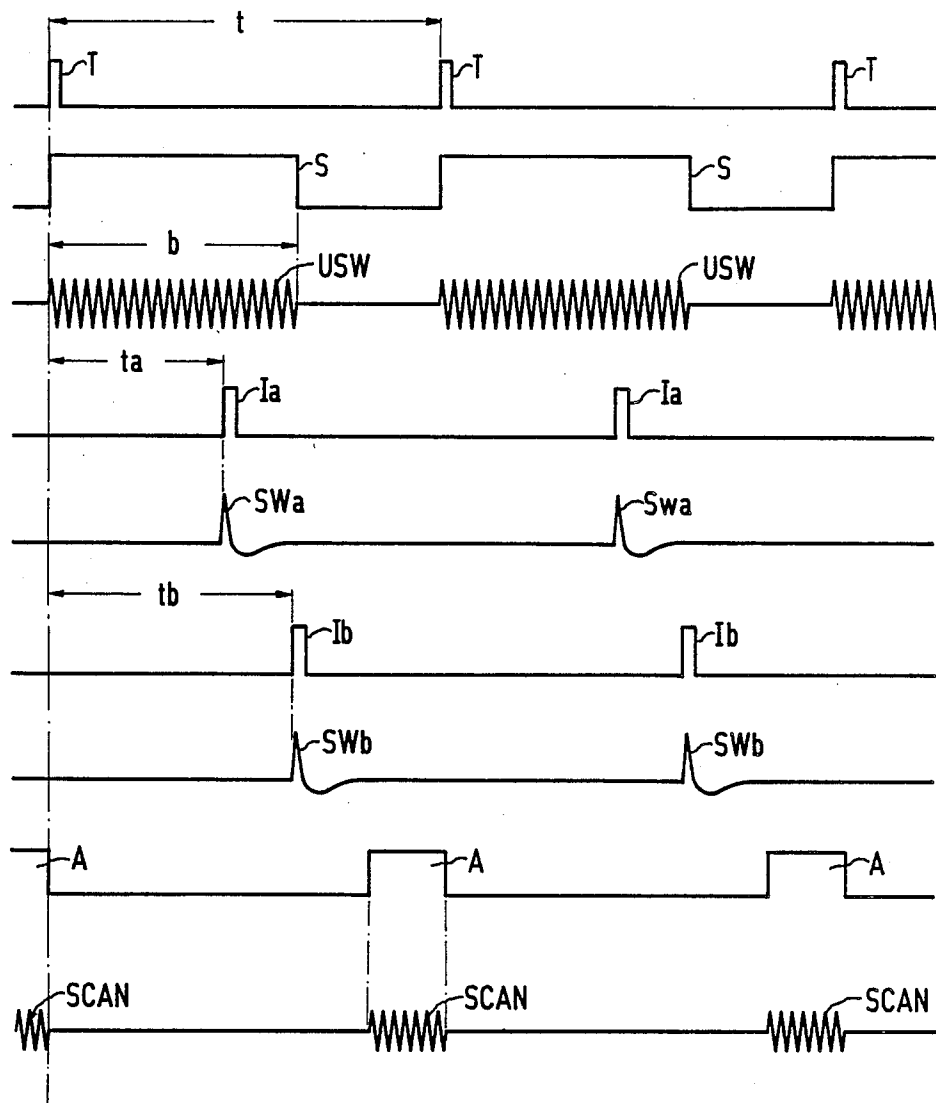 t
T T T
S S
b
USW USW
ta
Ia Ia
SWa Swa
tb
Ib Ib
SWb SWb
A A A
SCAN SCAN SCAN